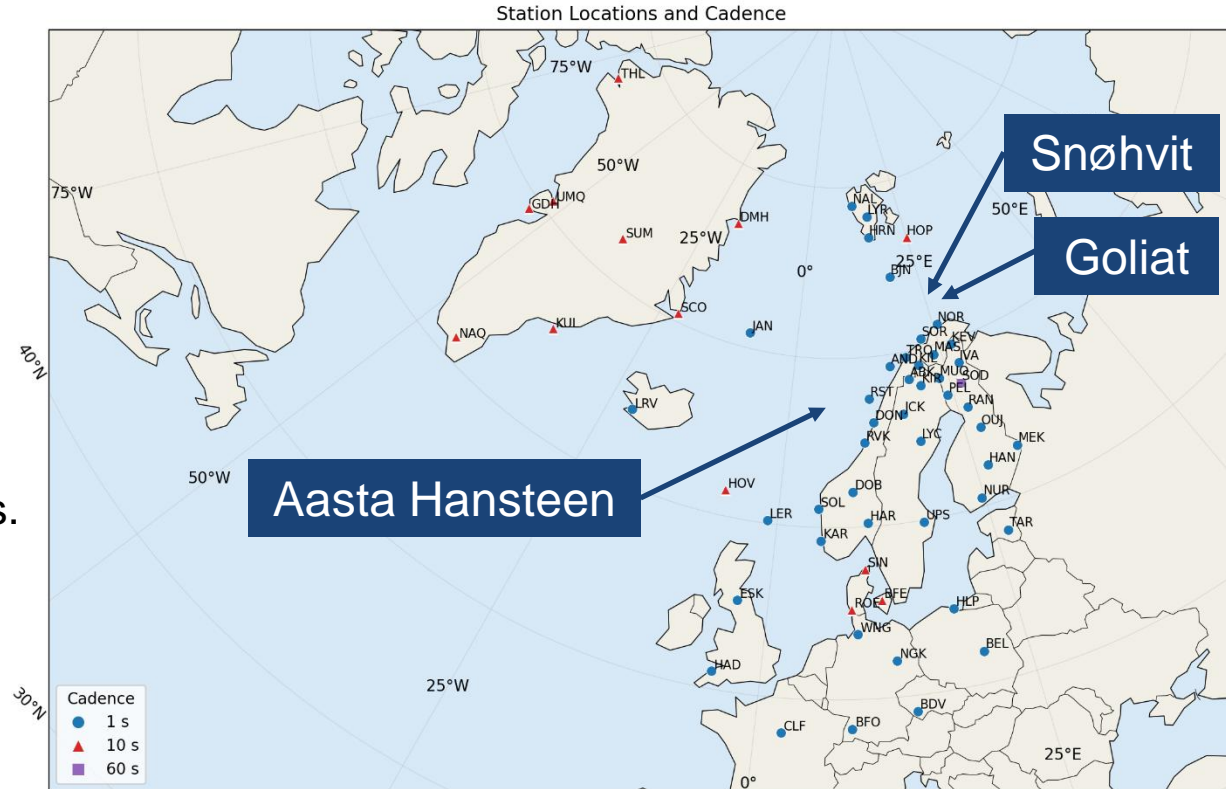 Station Locations and Cadence
75°W
THL
50°W
75°W
UMQ
GDH
SUM
DMH
25°W
NAL
LYR
HRN
HOP
25°E
50°E
0°
BJN
Snøhvit
Goliat
SCO
KUL
NAQ
JAN
NOR
SOR
KEV
TRO
MAS
AND
KIL
IVA
ABK
MUO
KIR
SOD
PEL
RAN
RST
JCK
DON
OUJ
40°N
LRV
RVK
LYC
MEK
HAN
50°W
Aasta Hansteen
HOV
DOB
NUR
s.
SOL
LER
HAR
UPS
TAR
KAR
SIN
ESK
BFE
ROE
HLP
WNG
BEL
NGK
HAD
25°W
30°N
Cadence
1 s
10 s
60 s
BDV
CLF
BFO
25°E
0°